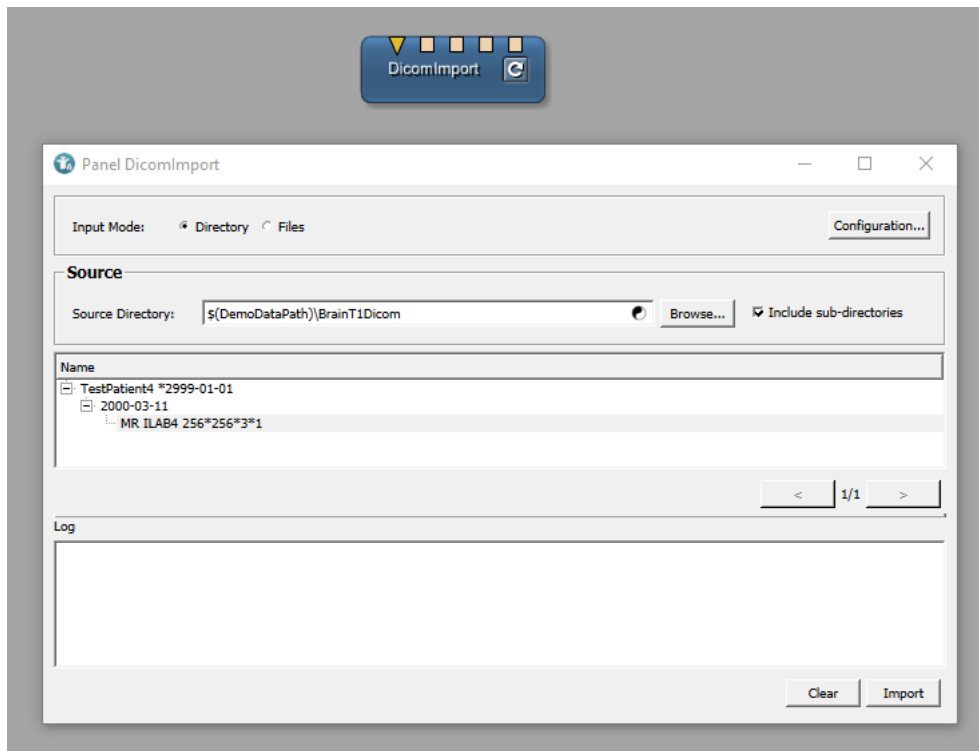 DicomImport
Panel DicomImport
Input Mode: Directory Files Configuration...
Source
Source Directory: $(DemoDataPath)\BrainT1Dicom Browse... Include sub-directories
Name
TestPatient4 *2999-01-01
2000-03-11
MR ILAB4 256*256*3*1
< 1/1 >
Log
Clear Import